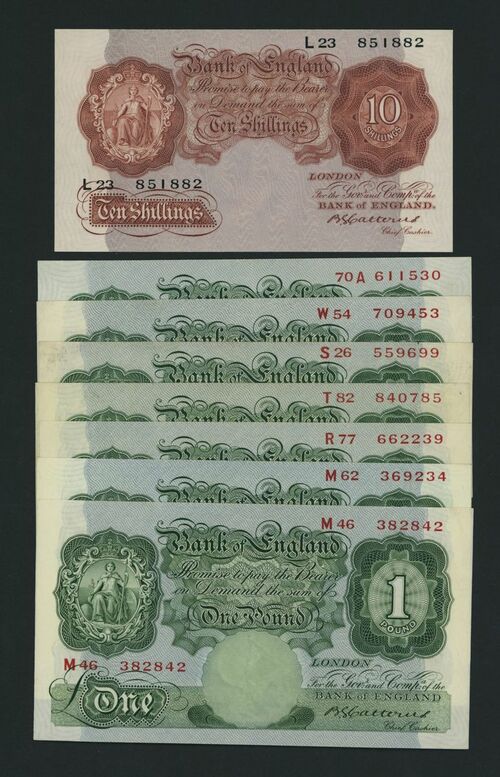 L23 851882
Bank of England
Promise to pay the Bearer
on Demand the sum of
Ten Shillings
10
SHILLINGS
LONDON
For the Gov.r and Comp.a of the
BANK OF ENGLAND.
Chief Cashier.
L23 851882
Ten Shillings
70A 611530
Bank of England
W54 709453
Bank of England
S26 559699
Bank of England
T82 840785
Bank of England
R77 662239
Bank of England
M62 369234
Bank of England
M46 382842
Bank of England
Promise to pay the Bearer
on Demand the sum of
One Pound
1
POUND
M46 382842
LONDON
For the Gov.r and Comp.a of the
BANK OF ENGLAND
£ One
Chief Cashier